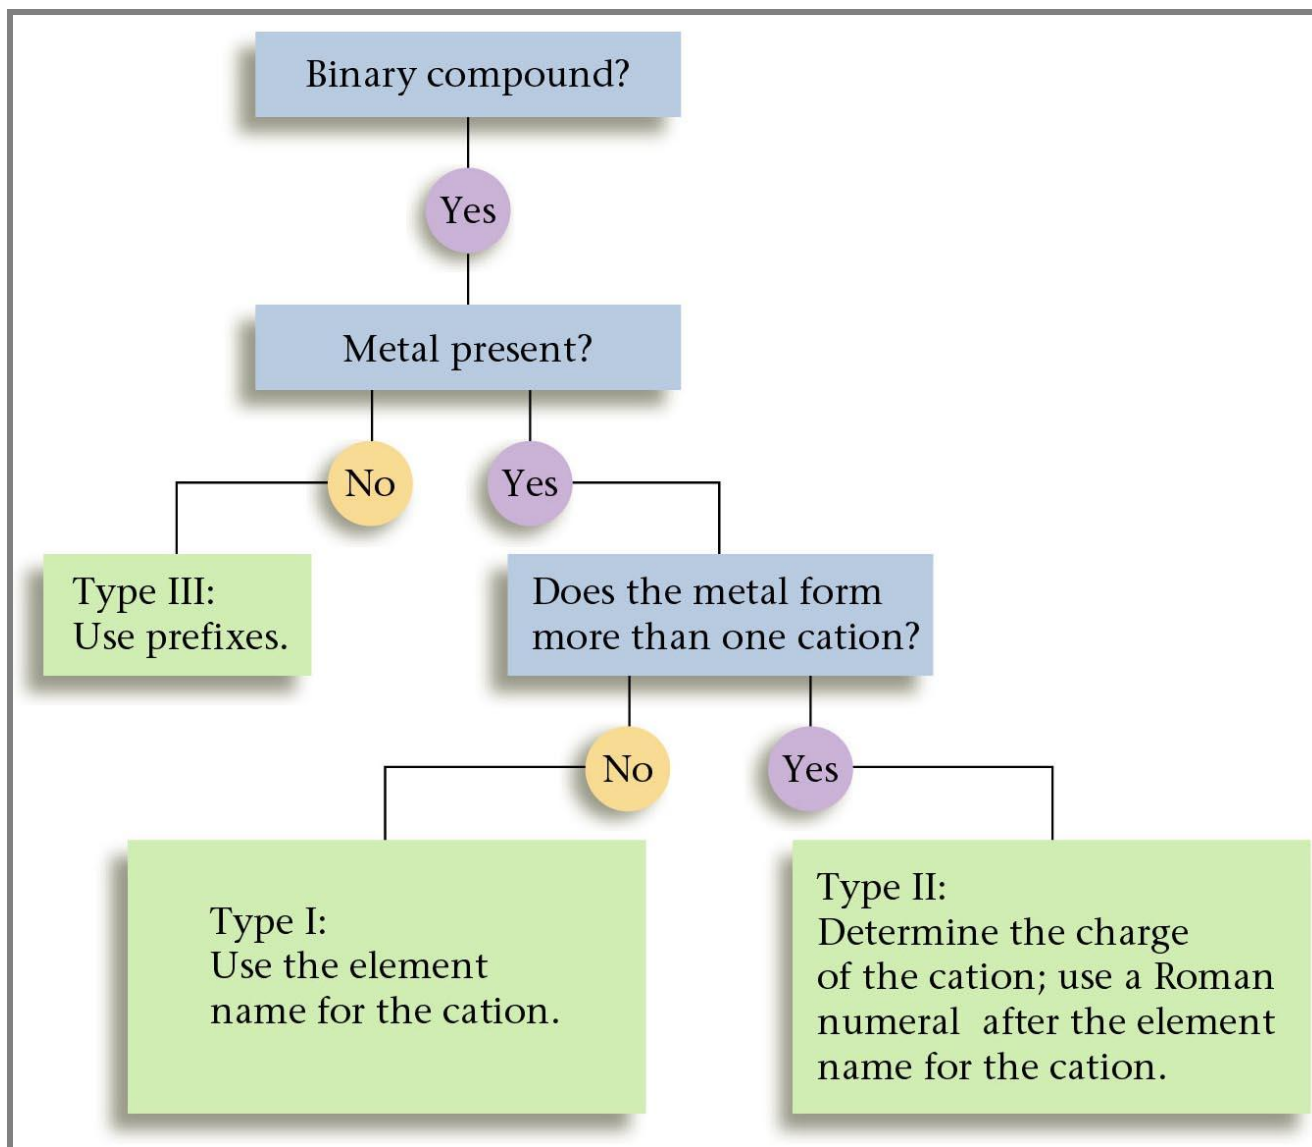 Binary compound?
Yes
Metal present?
No
Yes
Type III:
Use prefixes.
Does the metal form
more than one cation?
No
Yes
Type I:
Use the element
name for the cation.
Type II:
Determine the charge
of the cation; use a Roman
numeral after the element
name for the cation.